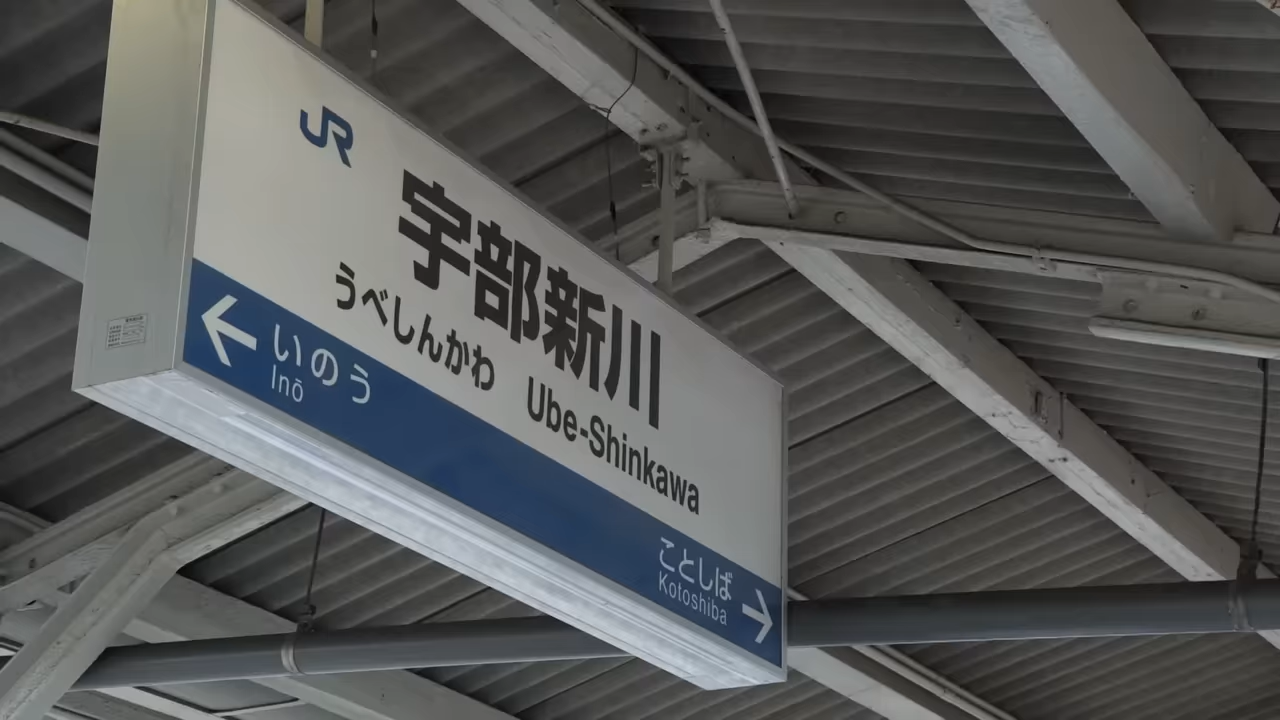 JR
宇部新川
うべしんかわ Ube-Shinkawa
← いのう
Inō
ことしば →
Kotoshiba